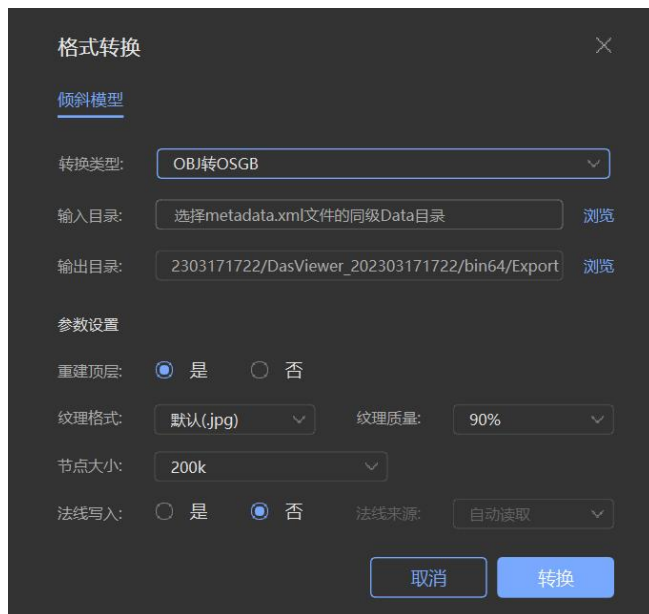 格式转换
倾斜模型
转换类型: OBJ转OSGB
输入目录: 选择metadata.xml文件的同级Data目录 浏览
输出目录: 2303171722/DasViewer_202303171722/bin64/Export 浏览
参数设置
重建顶层: 是 否
纹理格式: 默认(.jpg) 纹理质量: 90%
节点大小: 200k
法线写入: 是 否 法线来源: 自动读取
取消 转换